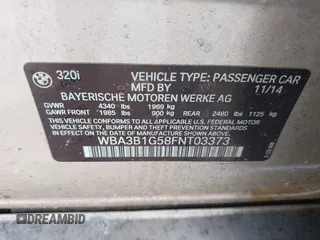 320i
VEHICLE TYPE: PASSENGER CAR
MFD BY
11/14
BAYERISCHE MOTOREN WERKE AG
GVWR 4340 lbs 1969 kg
GAWR FRONT 1985 lbs 900 kg REAR 2480 lbs 1125 kg
THIS VEHICLE CONFORMS TO ALL APPLICABLE U.S. FEDERAL MOTOR
VEHICLE SAFETY, BUMPER, AND THEFT PREVENTION STANDARDS IN
EFFECT ON THE DATE OF MANUFACTURE SHOWN ABOVE.
WBA3B1G58FNT03373
DREAMBID